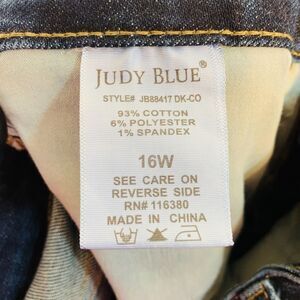 JUDY BLUE®
STYLE# JB88417 DK-CO
93% COTTON
6% POLYESTER
1% SPANDEX
16W
SEE CARE ON
REVERSE SIDE
RN# 116380
MADE IN CHINA